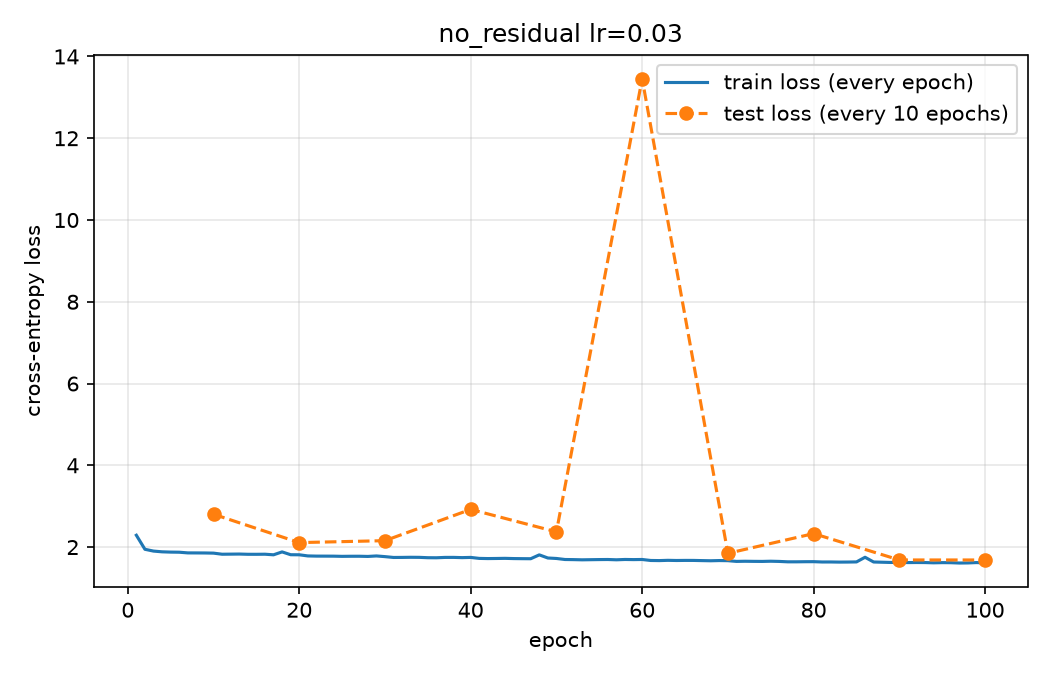 no_residual lr=0.03
train loss (every epoch)
test loss (every 10 epochs)
cross-entropy loss
14
12
10
8
6
4
2
0
20
40
60
80
100
epoch